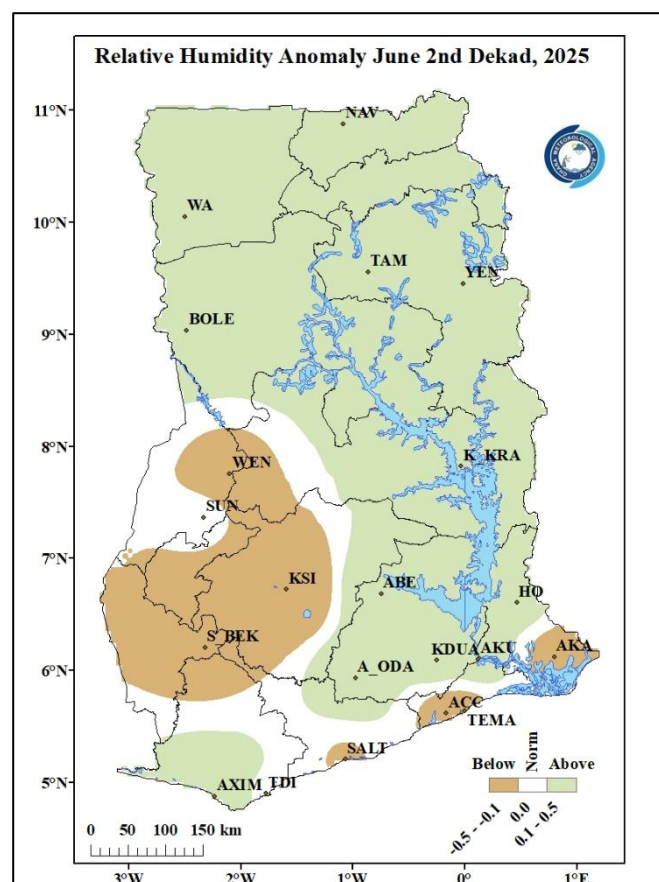 Relative Humidity Anomaly June 2nd Dekad, 2025
11°N
NAV
GHANA METEOROLOGICAL AGENCY
10°N
WA
TAM
YEN
9°N
BOLE
8°N
WEN
K_KRA
SUN
7°N
KSI
ABE
HO
S_BEK
KDUA
AKU
AKA
6°N
A_ODA
ACC
TEMA
SALT
Below
Norm
Above
5°N
AXIM
TDI
-0.5 - -0.1
0.0
0.1 - 0.5
0 50 100 150 km
3°W 2°W 1°W 0° 1°E